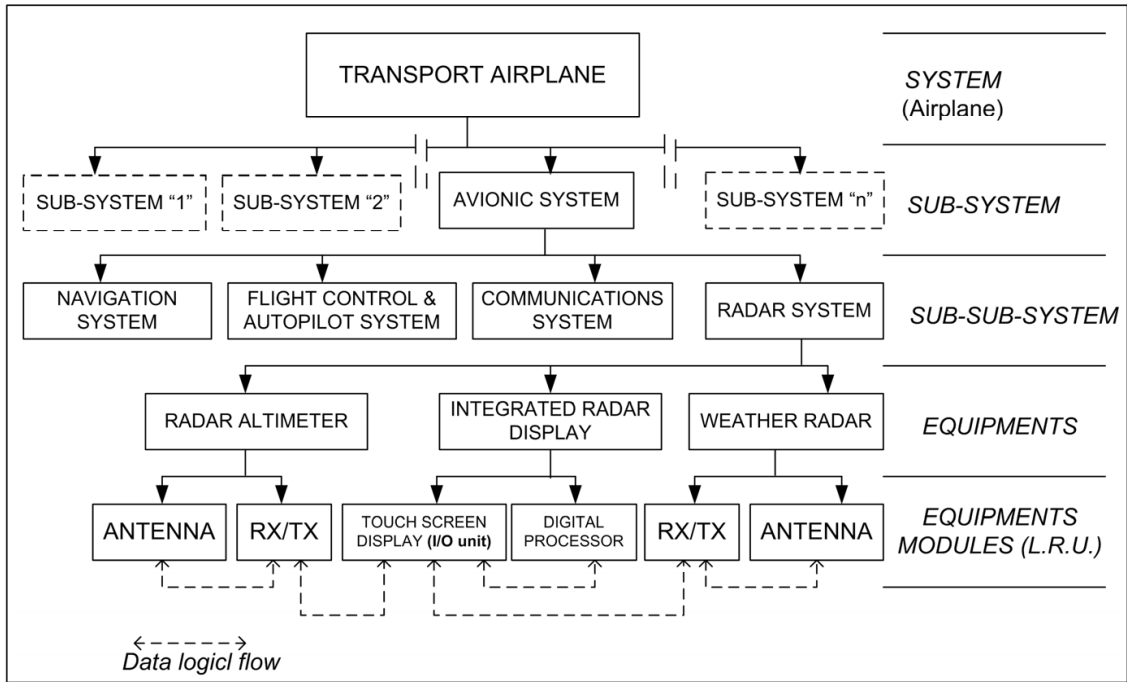 TRANSPORT AIRPLANE
SYSTEM
(Airplane)
SUB-SYSTEM “1”
SUB-SYSTEM “2”
AVIONIC SYSTEM
SUB-SYSTEM “n”
SUB-SYSTEM
NAVIGATION
SYSTEM
FLIGHT CONTROL &
AUTOPILOT SYSTEM
COMMUNICATIONS
SYSTEM
RADAR SYSTEM
SUB-SUB-SYSTEM
RADAR ALTIMETER
INTEGRATED RADAR
DISPLAY
WEATHER RADAR
EQUIPMENTS
ANTENNA
RX/TX
TOUCH SCREEN
DISPLAY (I/O unit)
DIGITAL
PROCESSOR
RX/TX
ANTENNA
EQUIPMENTS
MODULES (L.R.U.)
Data logicl flow